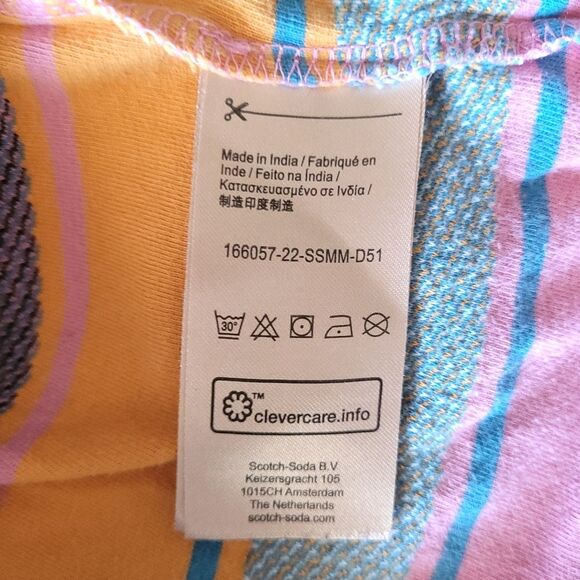 Made in India / Fabriqué en
Inde / Feito na Índia /
Κατασκευασμένο σε Ινδία /
制造印度制造
166057-22-SSMM-D51
30°
™
clevercare.info
Scotch-Soda B.V
Keizersgracht 105
1015CH Amsterdam
The Netherlands
scotch-soda.com